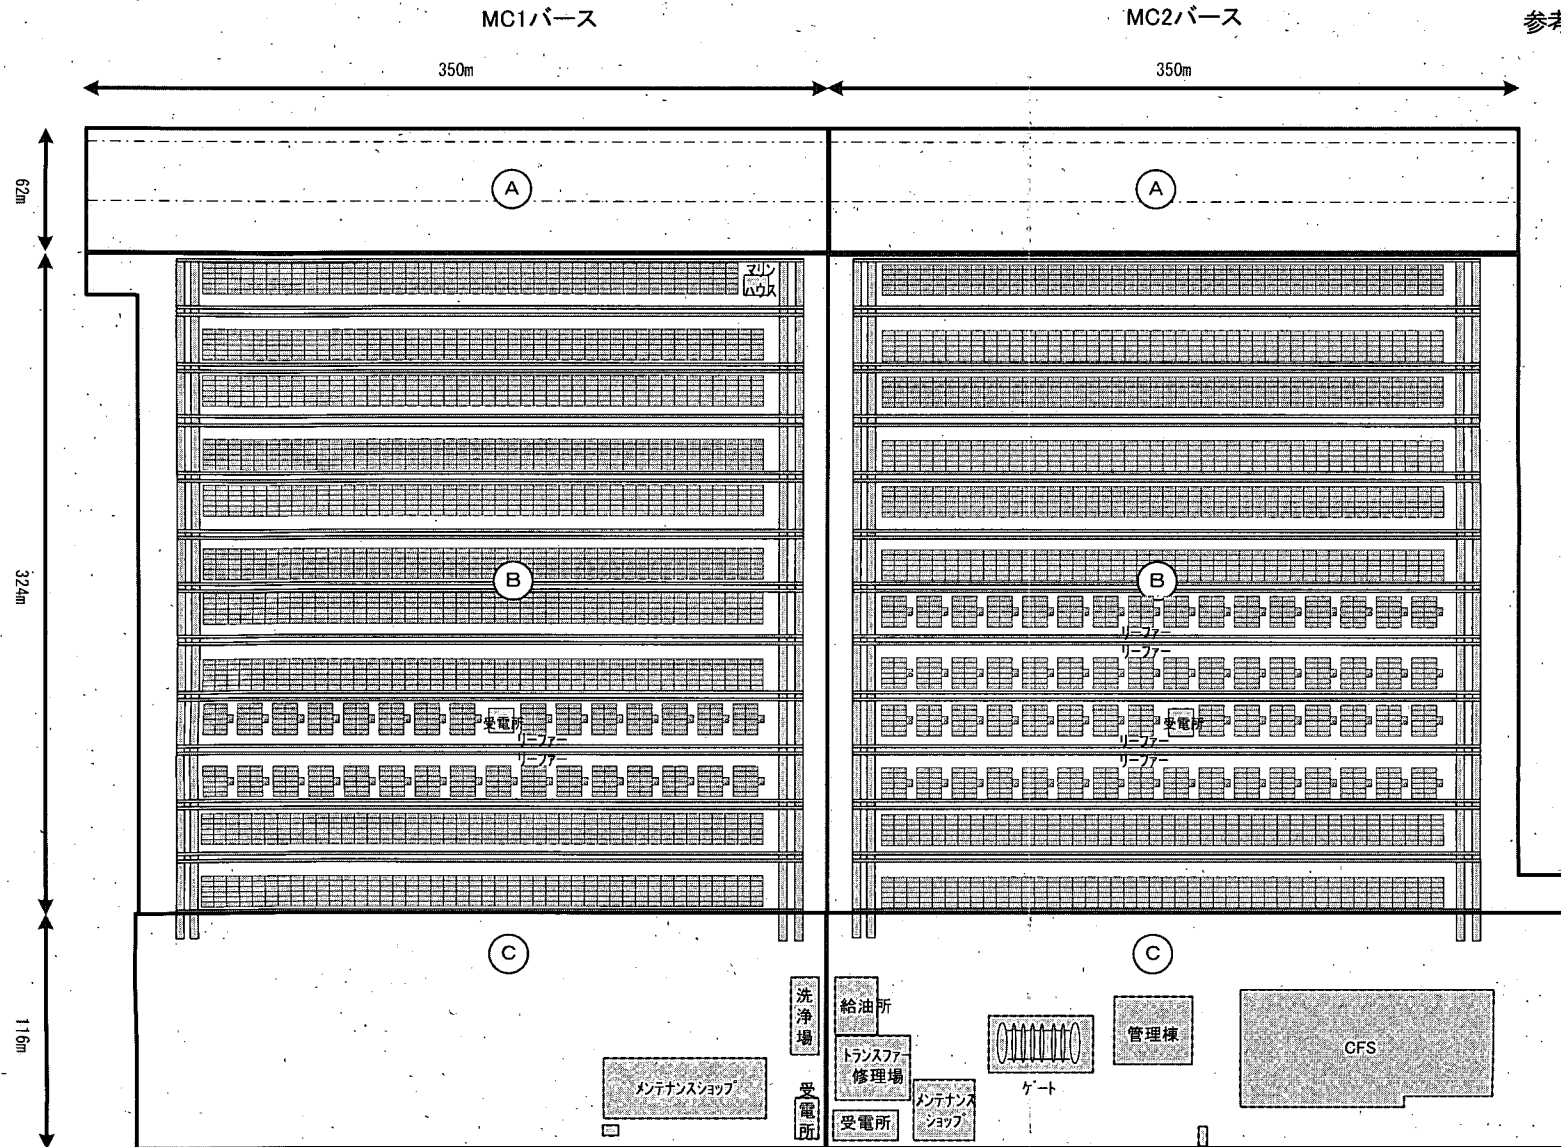 MC1バース
MC2バース
参考
350m
350m
62m
A
A
マリン
ハウス
324m
B
B
リーファー
リーファー
受電所
受電所
リーファー
リーファー
リーファー
リーファー
116m
C
C
洗浄場
給油所
管理棟
CFS
トランスファー
修理場
メンテナンスショップ
ゲート
受電所
メンテナンス
ショップ
受電所